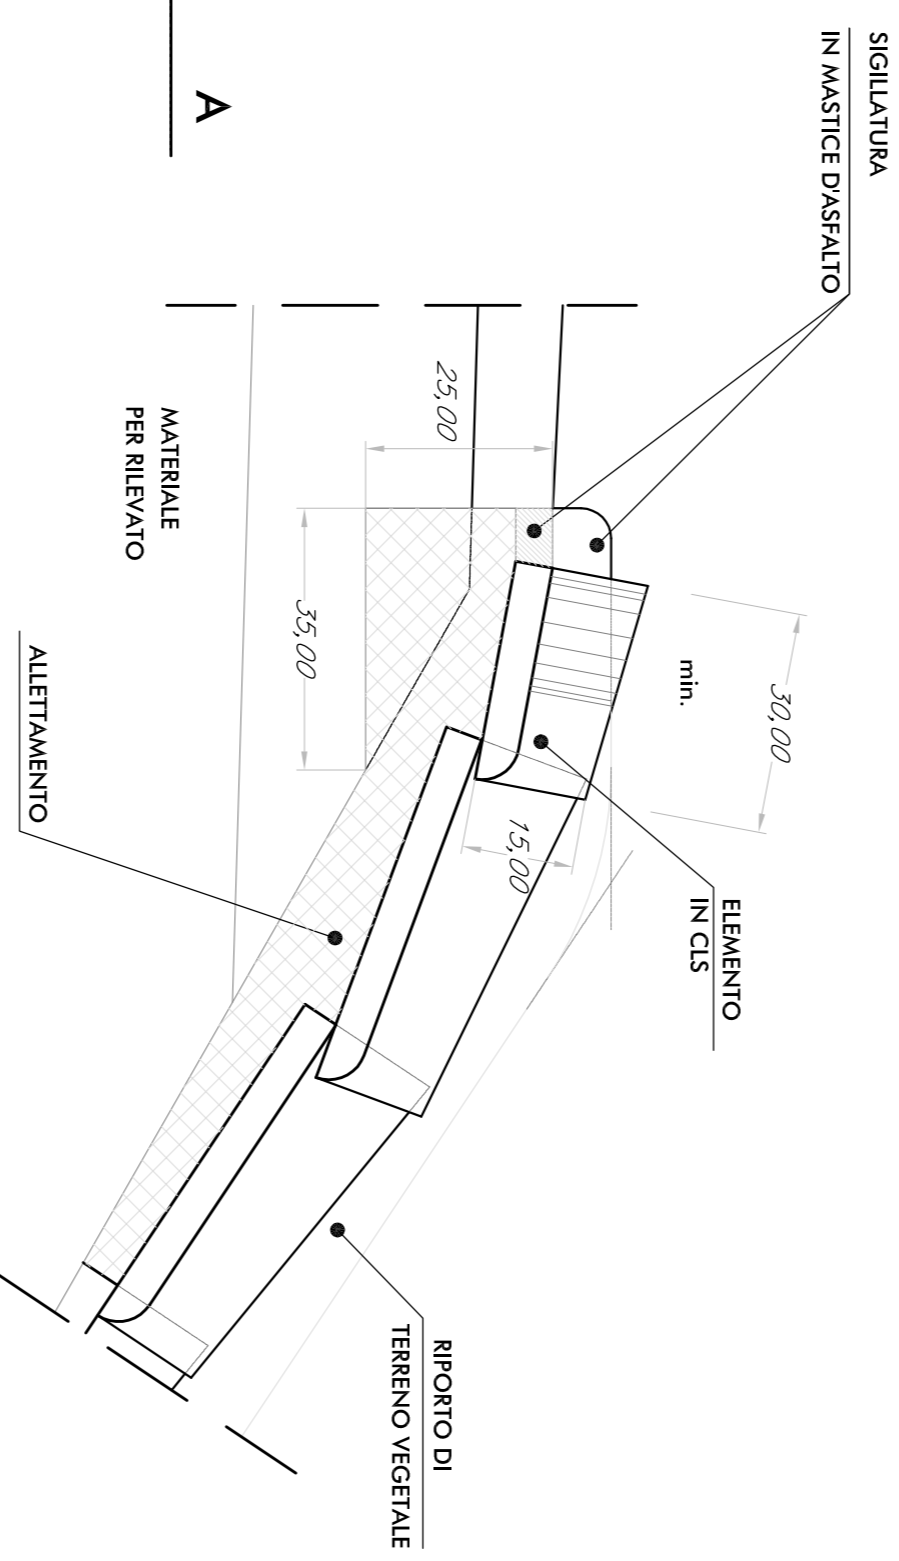 SIGILLATURA
IN MASTICE D'ASFALTO
A
30,00
min.
ELEMENTO
IN CLS
25,00
15,00
35,00
RIPORTO DI
TERRENO VEGETALE
MATERIALE
PER RILEVATO
ALLETTAMENTO